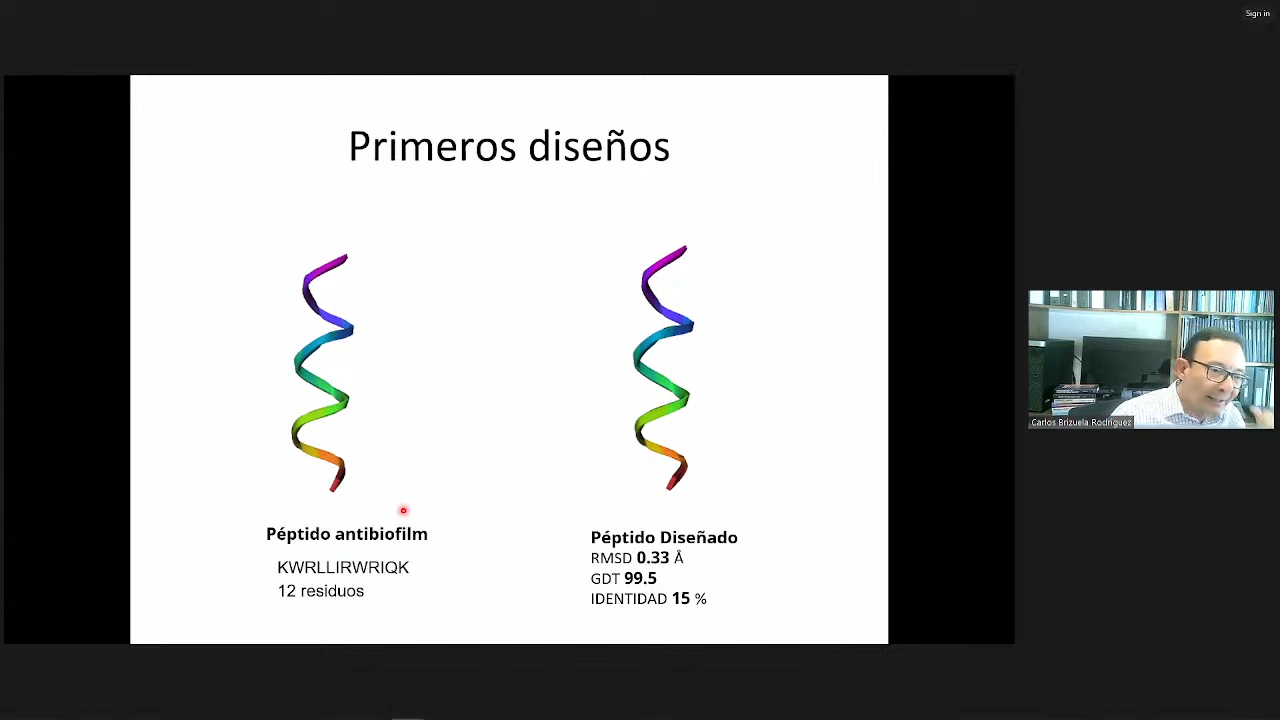 Sign in
Primeros diseños
Péptido antibiofilm
KWRLLIRWRIQK
12 residuos
Péptido Diseñado
RMSD 0.33 Å
GDT 99.5
IDENTIDAD 15 %
Carlos Brizuela Rodriguez